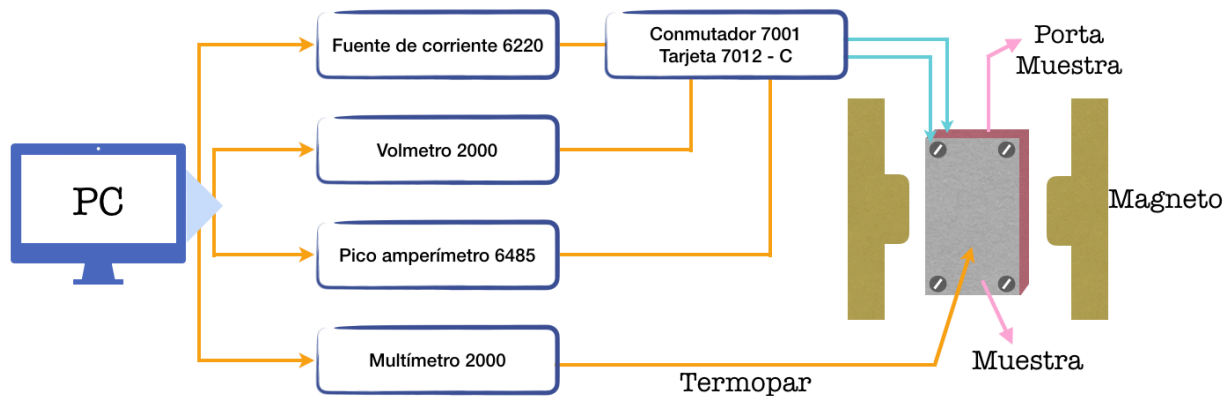 PC
Fuente de corriente 6220
Volmetro 2000
Pico amperímetro 6485
Multímetro 2000
Conmutador 7001
Tarjeta 7012 - C
Termopar
Porta
Muestra
Magneto
Muestra